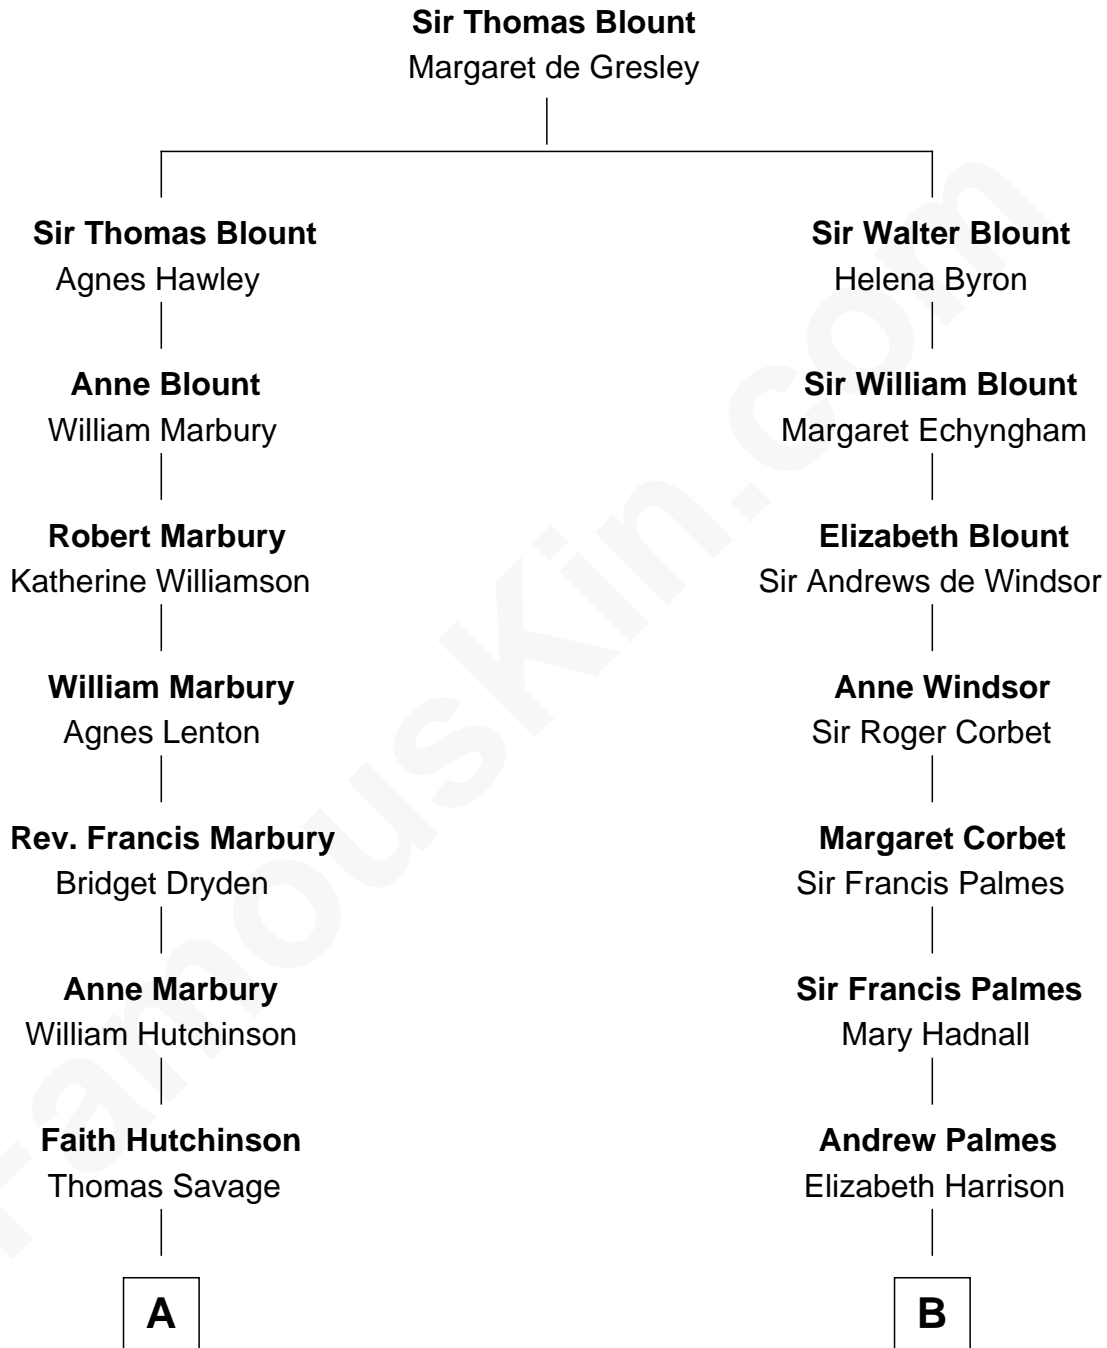 Sir Thomas Blount
Margaret de Gresley
Sir Thomas Blount
Agnes Hawley
Anne Blount
William Marbury
Robert Marbury
Katherine Williamson
William Marbury
Agnes Lenton
Rev. Francis Marbury
Bridget Dryden
Anne Marbury
William Hutchinson
Faith Hutchinson
Thomas Savage
A
Sir Walter Blount
Helena Byron
Sir William Blount
Margaret Echyngham
Elizabeth Blount
Sir Andrews de Windsor
Anne Windsor
Sir Roger Corbet
Margaret Corbet
Sir Francis Palmes
Sir Francis Palmes
Mary Hadnall
Andrew Palmes
Elizabeth Harrison
B
FamousKin.com